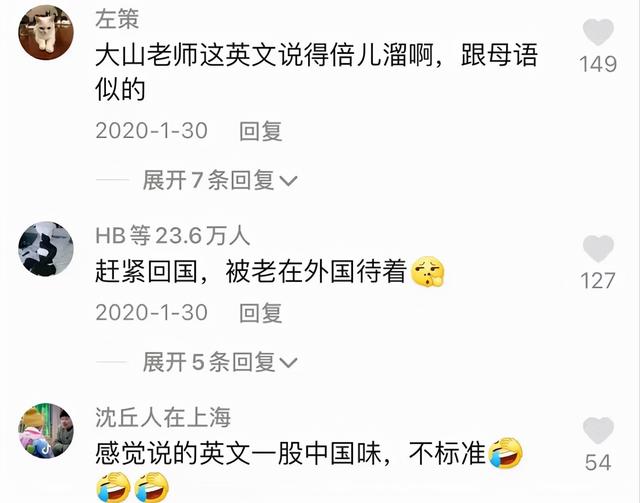 左策
大山老师这英文说得倍儿溜啊，跟母语
似的
149
2020-1-30 回复
展开7条回复
HB等23.6万人
赶紧回国，被老在外国待着
127
2020-1-30 回复
展开5条回复
沈丘人在上海
感觉说的英文一股中国味，不标准
54